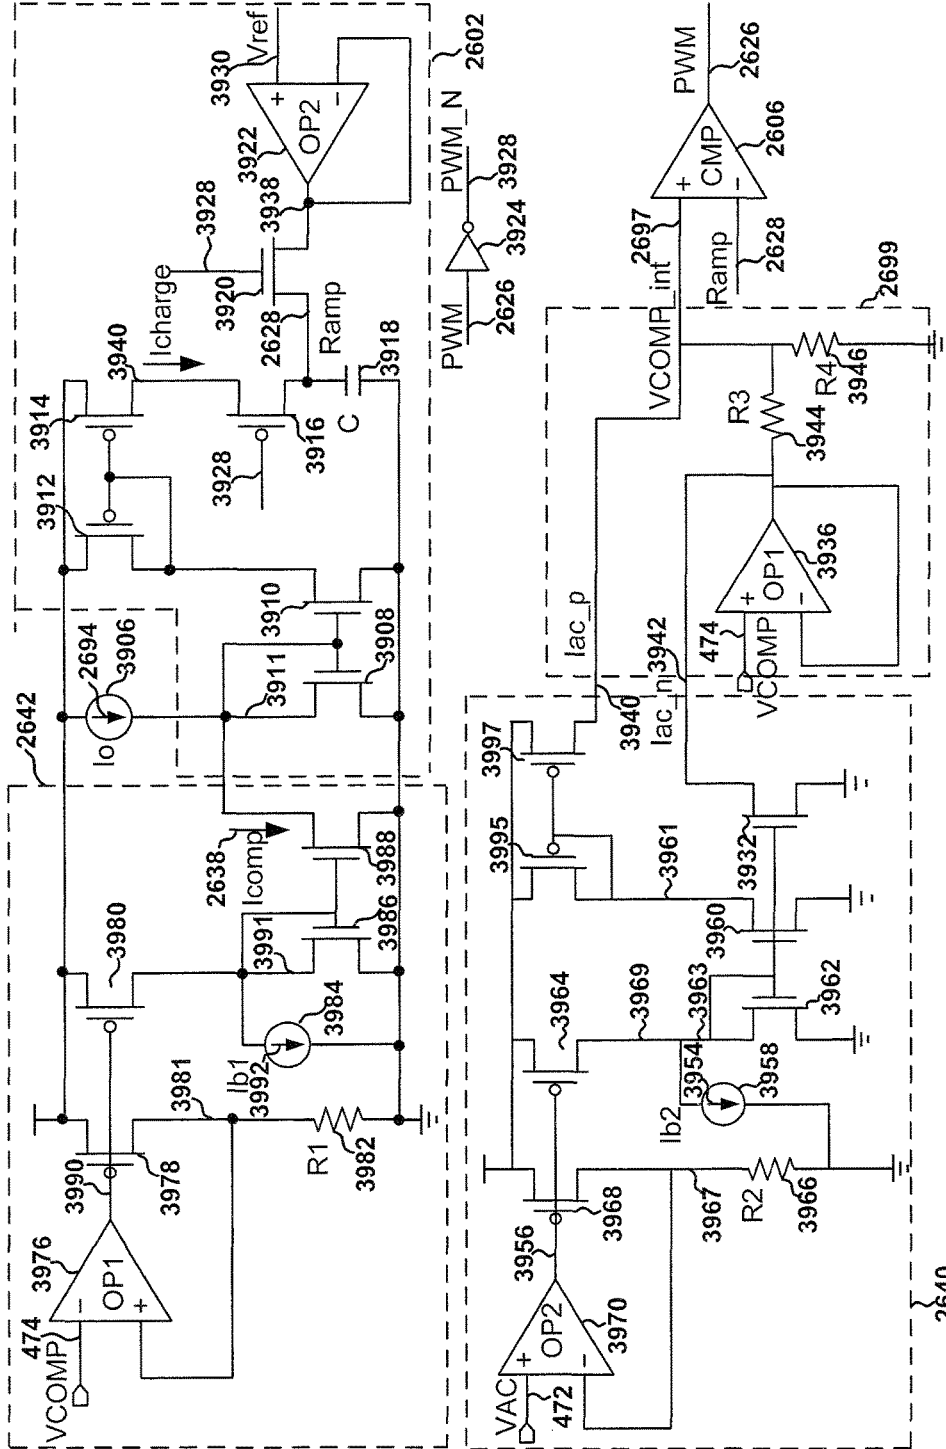 2642
VCOMP
474
3976
OP1
-
+
3990
3978
3980
3981
R1
3982
Ib1
3992
3984
3991
3986
3988
2638
Icomp
Io
2694
3906
3911
3908
3910
3912
3914
3940
Icharge
3928
3916
C
3918
Ramp
2628
3920
3928
3938
3922
OP2
+
-
3930
Vref
2602
PWM
2626
3924
PWM_N
3928
VAC
472
OP2
+
-
3970
3956
3968
3967
R2
3966
3964
3969
3963
3954
Ib2
3958
3962
3960
3961
3932
3995
3997
2640
Iac_p
3940
Iac_n
3942
VCOMP
474
OP1
+
-
3936
R3
3944
R4
3946
2699
VCOMP_int
2697
Ramp
2628
+
-
CMP
2606
PWM
2626